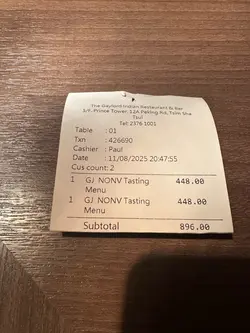 The Gaylord Indian Restaurant & Bar
1/F. Prince Tower, 12A Peking Rd, Tsim Sha
Tsui
Tel: 2376 1001
Table : 01
Txn : 426690
Cashier : Paul
Date : 11/08/2025 20:47:55
Cus count: 2
1 GJ NONV Tasting 448.00
Menu
1 GJ NONV Tasting 448.00
Menu
Subtotal 896.00